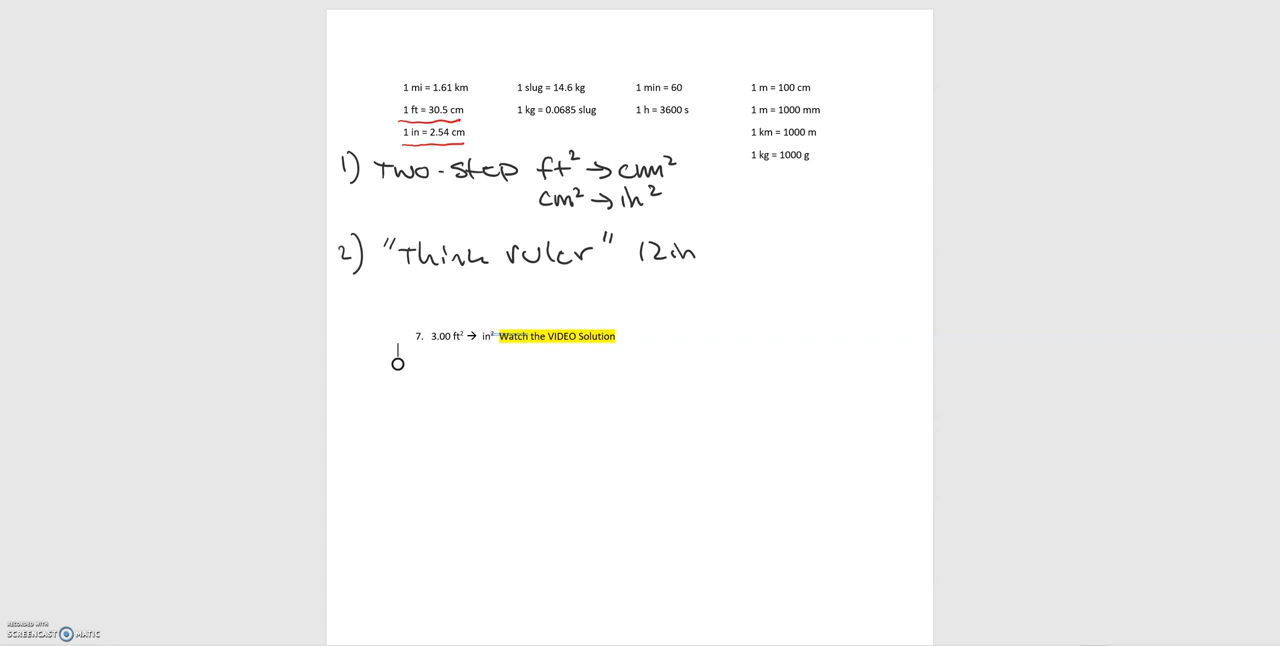 1 mi = 1.61 km 1 slug = 14.6 kg 1 min = 60 1 m = 100 cm
1 ft = 30.5 cm 1 kg = 0.0685 slug 1 h = 3600 s 1 m = 1000 mm
1 in = 2.54 cm 1 km = 1000 m
1 kg = 1000 g
1) Two-step ft² → cm²
cm² → in²
2) "Think ruler" 12in
7. 3.00 ft² → in² Watch the VIDEO Solution
RECORDED WITH
SCREENCAST MATIC